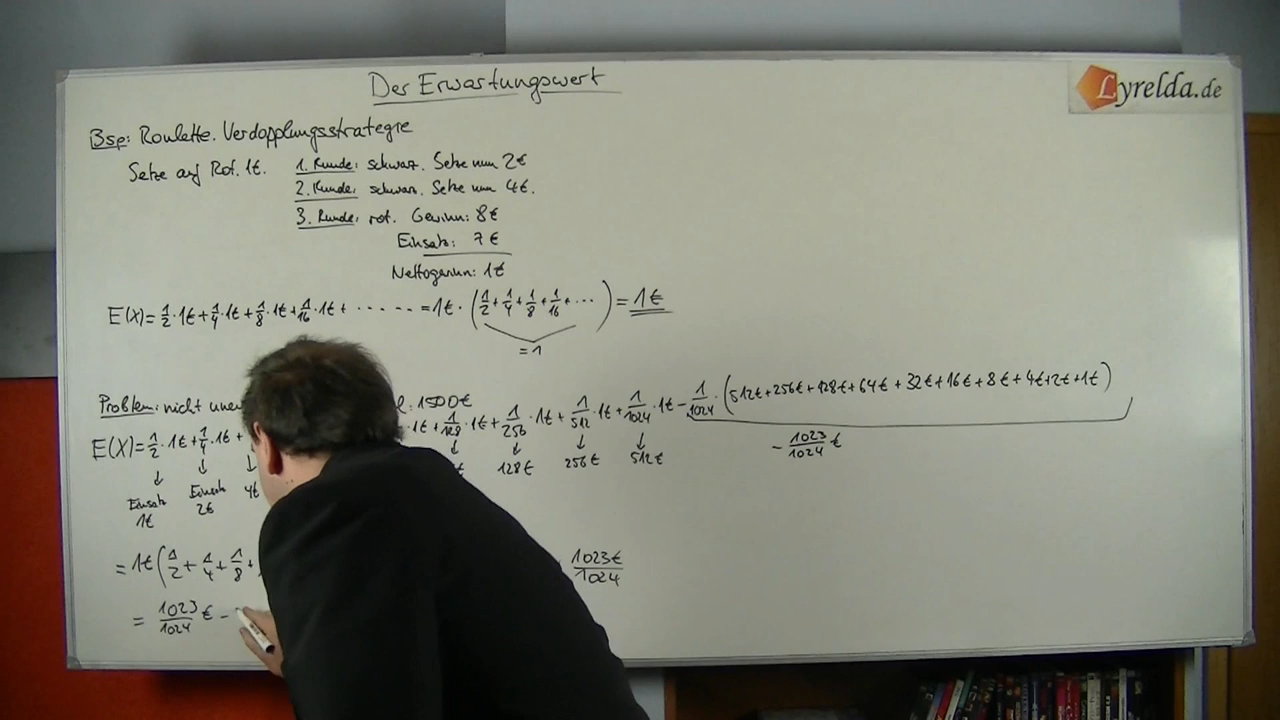 Der Erwartungswert
Lyrelda.de
Bsp: Roulette. Verdopplungsstrategie
Setze auf Rot. 1€. 1. Runde: schwarz. Setze nun 2€
2. Runde: schwarz. Setze nun 4€.
3. Runde: rot. Gewinn: 8€
Einsatz: 7€
Nettogewinn: 1€
E(X)= 1/2 · 1€ + 1/4 · 1€ + 1/8 · 1€ + 1/16 · 1€ + ······ = 1€ · (1/2 + 1/4 + 1/8 + 1/16 + ···) = 1€
= 1
Problem: nicht : 1500€
E(X)= 1/2 · 1€ + 1/4 · 1€ + · 1€ + 1/128 · 1€ + 1/256 · 1€ + 1/512 · 1€ + 1/1024 · 1€ - 1/1024 · (512€+256€+128€+64€+32€+16€+8€+4€+2€+1€)
↓ ↓ ↓ ↓ ↓ ↓ ↓
Einsatz 1€ Einsatz 2€ 4€ € 128€ 256€ 512€ - 1023/1024 €
= 1€ (1/2 + 1/4 + 1/8 + 1023€/1024
= 1023/1024 € -